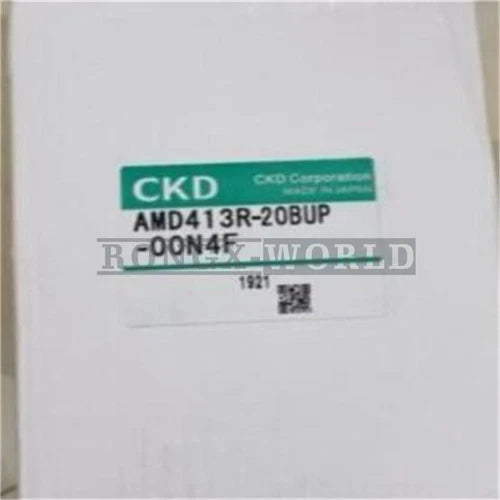 CKD
CKD Corporation
MADE IN JAPAN
AMD413R-20BUP
-00N4F
RONGX-WORLD
1921